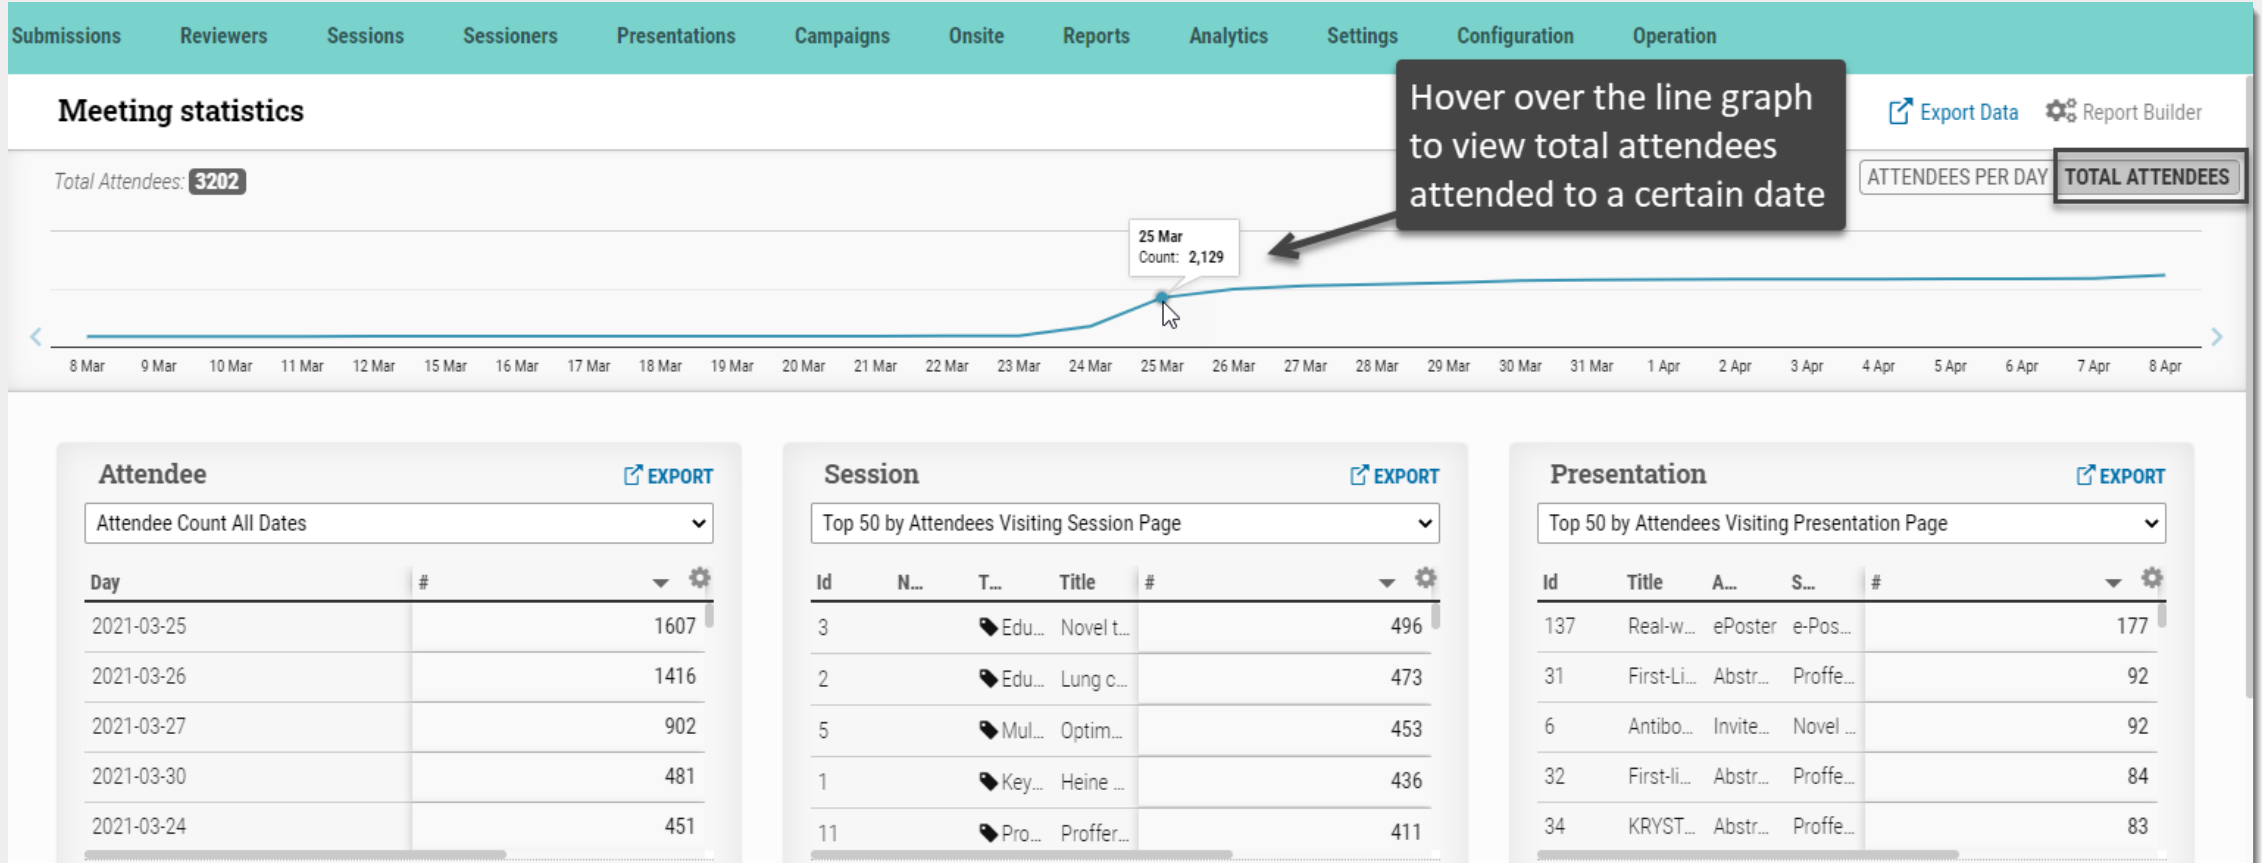 Submissions Reviewers Sessions Sessioners Presentations Campaigns Onsite Reports Analytics Settings Configuration Operation
Meeting statistics
Export Data Report Builder
Hover over the line graph
to view total attendees
attended to a certain date
Total Attendees: 3202
ATTENDEES PER DAY TOTAL ATTENDEES
25 Mar
Count: 2,129
8 Mar 9 Mar 10 Mar 11 Mar 12 Mar 15 Mar 16 Mar 17 Mar 18 Mar 19 Mar 20 Mar 21 Mar 22 Mar 23 Mar 24 Mar 25 Mar 26 Mar 27 Mar 28 Mar 29 Mar 30 Mar 31 Mar 1 Apr 2 Apr 3 Apr 4 Apr 5 Apr 6 Apr 7 Apr 8 Apr
Attendee EXPORT
Attendee Count All Dates
Day #
2021-03-25 1607
2021-03-26 1416
2021-03-27 902
2021-03-30 481
2021-03-24 451
Session EXPORT
Top 50 by Attendees Visiting Session Page
Id N... T... Title #
3 Edu... Novel t... 496
2 Edu... Lung c... 473
5 Mul... Optim... 453
1 Key... Heine ... 436
11 Pro... Proffer... 411
Presentation EXPORT
Top 50 by Attendees Visiting Presentation Page
Id Title A... S... #
137 Real-w... ePoster e-Pos... 177
31 First-Li... Abstr... Proffe... 92
6 Antibo... Invite... Novel ... 92
32 First-li... Abstr... Proffe... 84
34 KRYST... Abstr... Proffe... 83